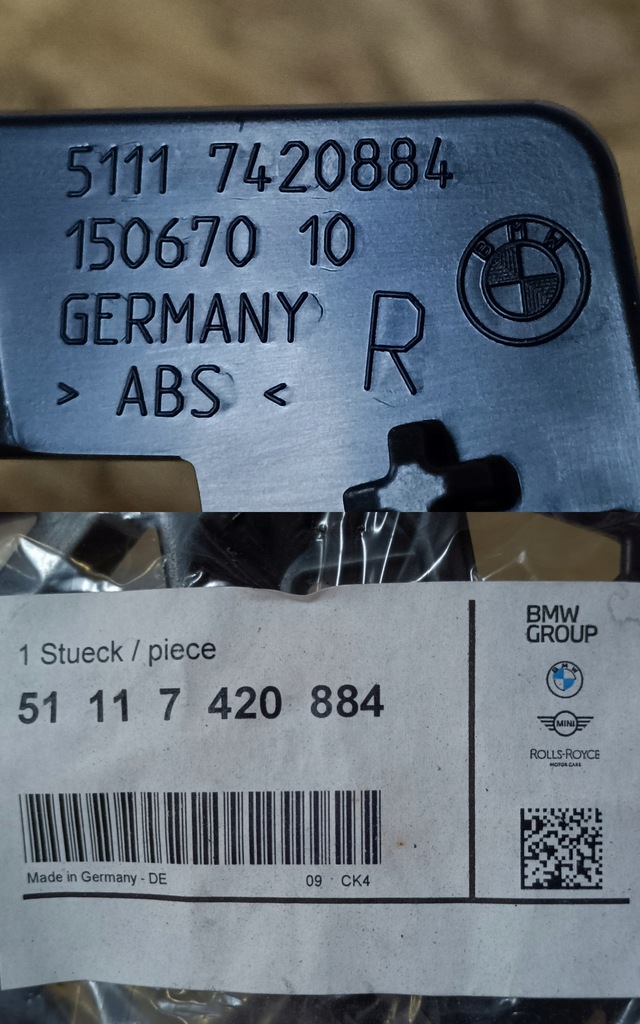 5111 7420884
150670 10
BMW
GERMANY R
> ABS <
1 Stueck / piece
51 11 7 420 884
Made in Germany - DE
09 CK4
BMW
GROUP
BMW
MINI
ROLLS-ROYCE
MOTOR CARS